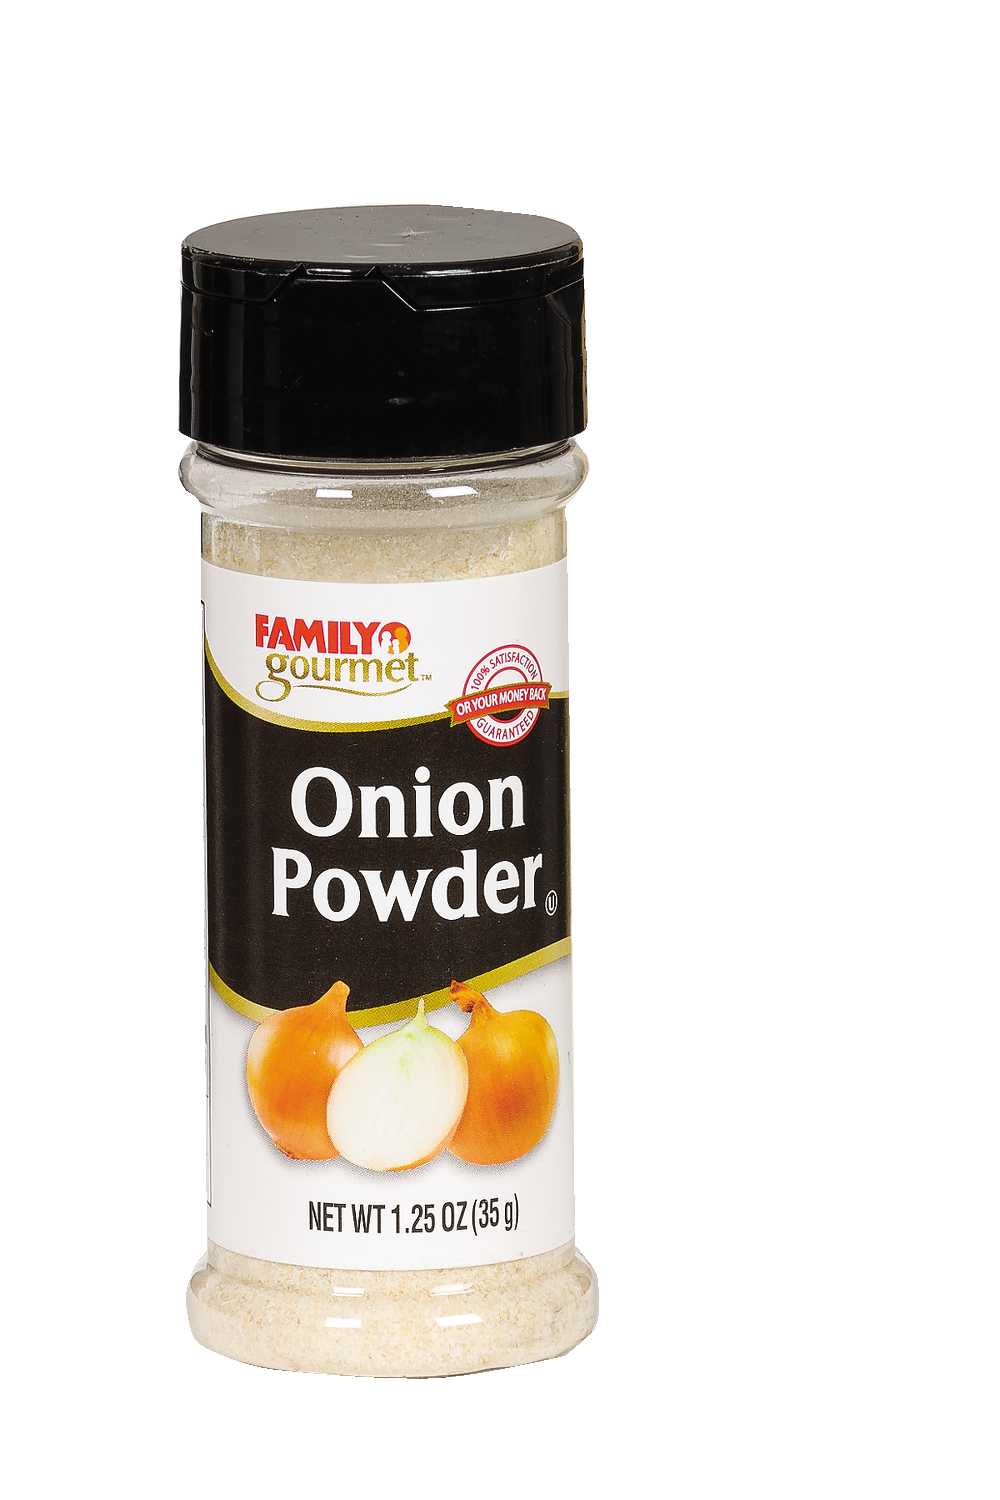 FAMILY
gourmet™
100% SATISFACTION
OR YOUR MONEY BACK
GUARANTEED
Onion
Powder
U
NET WT 1.25 OZ (35 g)